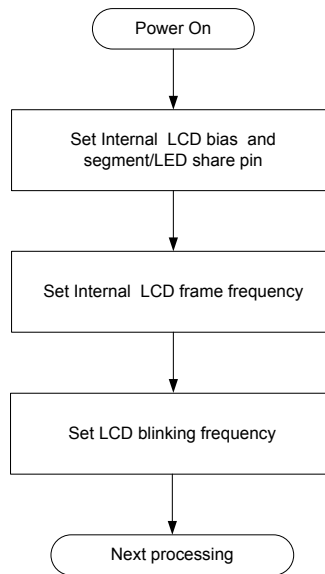 Power On
Set Internal LCD bias and
segment/LED share pin
Set Internal LCD frame frequency
Set LCD blinking frequency
Next processing